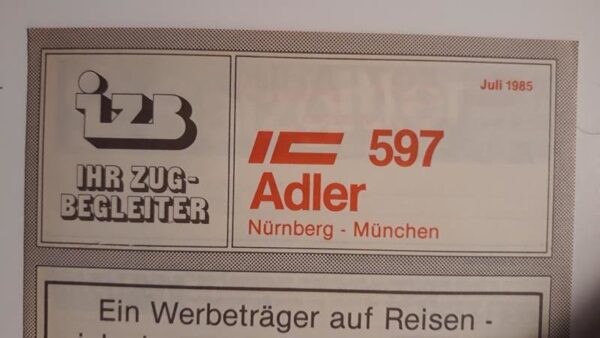 izB
IHR ZUG-
BEGLEITER
Juli 1985
IC 597
Adler
Nürnberg - München
Ein Werbeträger auf Reisen -